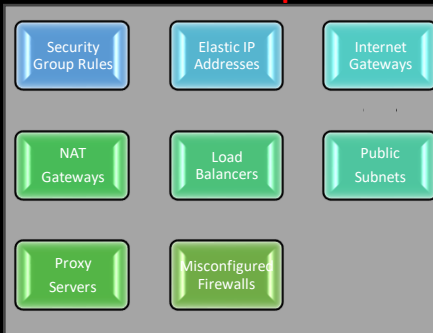 Security
Group Rules
Elastic IP
Addresses
Internet
Gateways
NAT
Gateways
Load
Balancers
Public
Subnets
Proxy
Servers
Misconfigured
Firewalls